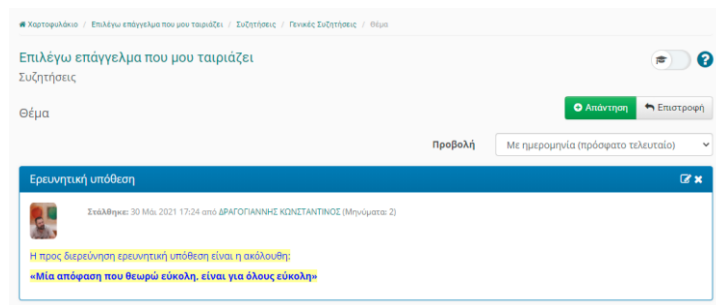 Χαρτοφυλάκιο / Επιλέγω επάγγελμα που μου ταιριάζει / Συζητήσεις / Γενικές Συζητήσεις / Θέμα
Επιλέγω επάγγελμα που μου ταιριάζει
Συζητήσεις
Θέμα
Απάντηση Επιστροφή
Προβολή Με ημερομηνία (πρόσφατο τελευταίο)
Ερευνητική υπόθεση
Στάλθηκε: 30 Μάι 2021 17:24 από ΔΡΑΓΟΓΙΑΝΝΗΣ ΚΩΝΣΤΑΝΤΙΝΟΣ (Μηνύματα: 2)
Η προς διερεύνηση ερευνητική υπόθεση είναι η ακόλουθη:
«Μία απόφαση που θεωρώ εύκολη, είναι για όλους εύκολη»